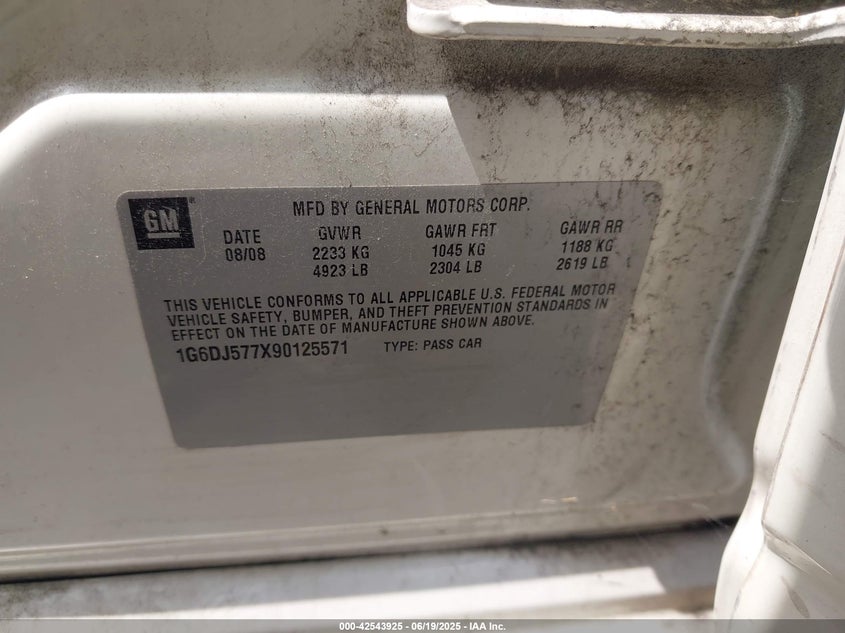 GM
®
MFD BY GENERAL MOTORS CORP.
DATE GVWR GAWR FRT GAWR RR
08/08 2233 KG 1045 KG 1188 KG
4923 LB 2304 LB 2619 LB
THIS VEHICLE CONFORMS TO ALL APPLICABLE U.S. FEDERAL MOTOR
VEHICLE SAFETY, BUMPER, AND THEFT PREVENTION STANDARDS IN
EFFECT ON THE DATE OF MANUFACTURE SHOWN ABOVE.
1G6DJ577X90125571 TYPE: PASS CAR
000-42543925 - 06/19/2025 - IAA Inc.